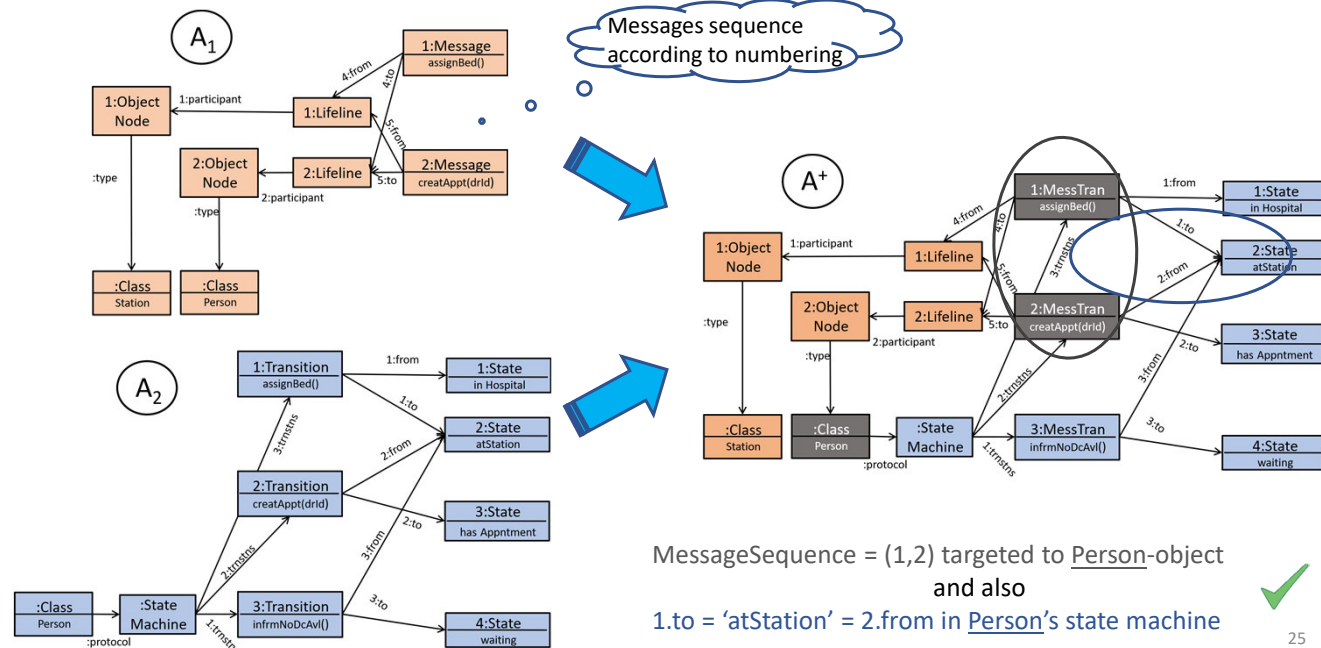 Messages sequence
according to numbering
A1
1:Message
assignBed()
4:from
4:to
1:Object
Node
1:participant
1:Lifeline
5:from
2:Message
creatAppt(drId)
2:Object
Node
2:Lifeline
5:to
2:participant
:type
:type
:Class
Station
:Class
Person
A2
1:Transition
assignBed()
1:from
1:State
in Hospital
1:to
2:State
atStation
3:trnstns
2:from
2:Transition
creatAppt(drId)
2:to
3:State
has Appntment
2:trnstns
3:from
:Class
Person
:protocol
:State
Machine
1:trnstns
3:Transition
infrmNoDcAvl()
3:to
4:State
waiting
A+
1:MessTran
assignBed()
1:from
1:State
in Hospital
4:from
4:to
1:to
2:State
atStation
1:Object
Node
1:participant
1:Lifeline
3:trnstns
5:from
2:from
2:MessTran
creatAppt(drId)
2:Object
Node
2:Lifeline
5:to
2:participant
2:to
3:State
has Appntment
:type
:type
2:trnstns
3:from
:Class
Station
:Class
Person
:protocol
:State
Machine
1:trnstns
3:MessTran
infrmNoDcAvl()
3:to
4:State
waiting
MessageSequence = (1,2) targeted to Person-object
and also
1.to = ‘atStation’ = 2.from in Person’s state machine
25